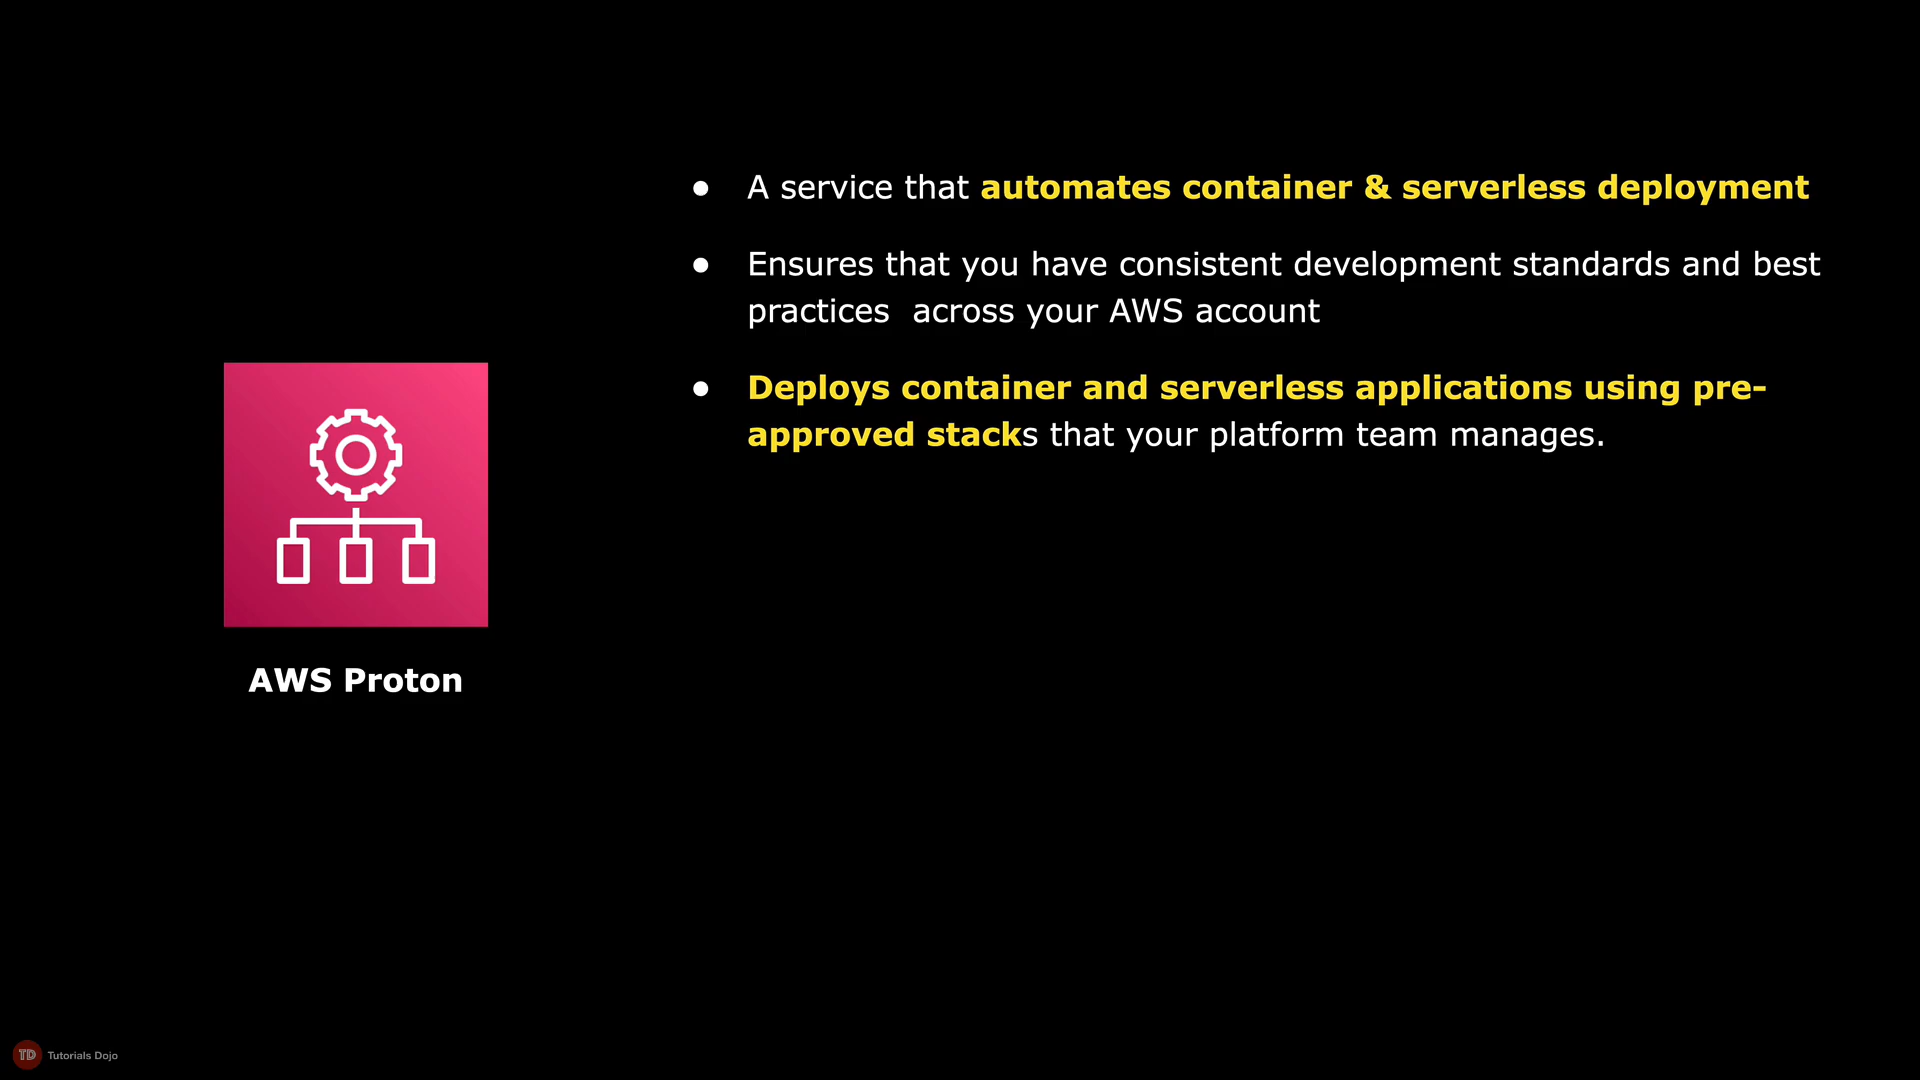 ● A service that automates container & serverless deployment
● Ensures that you have consistent development standards and best
practices  across your AWS account
● Deploys container and serverless applications using pre-
approved stacks that your platform team manages.
AWS Proton
TD Tutorials Dojo